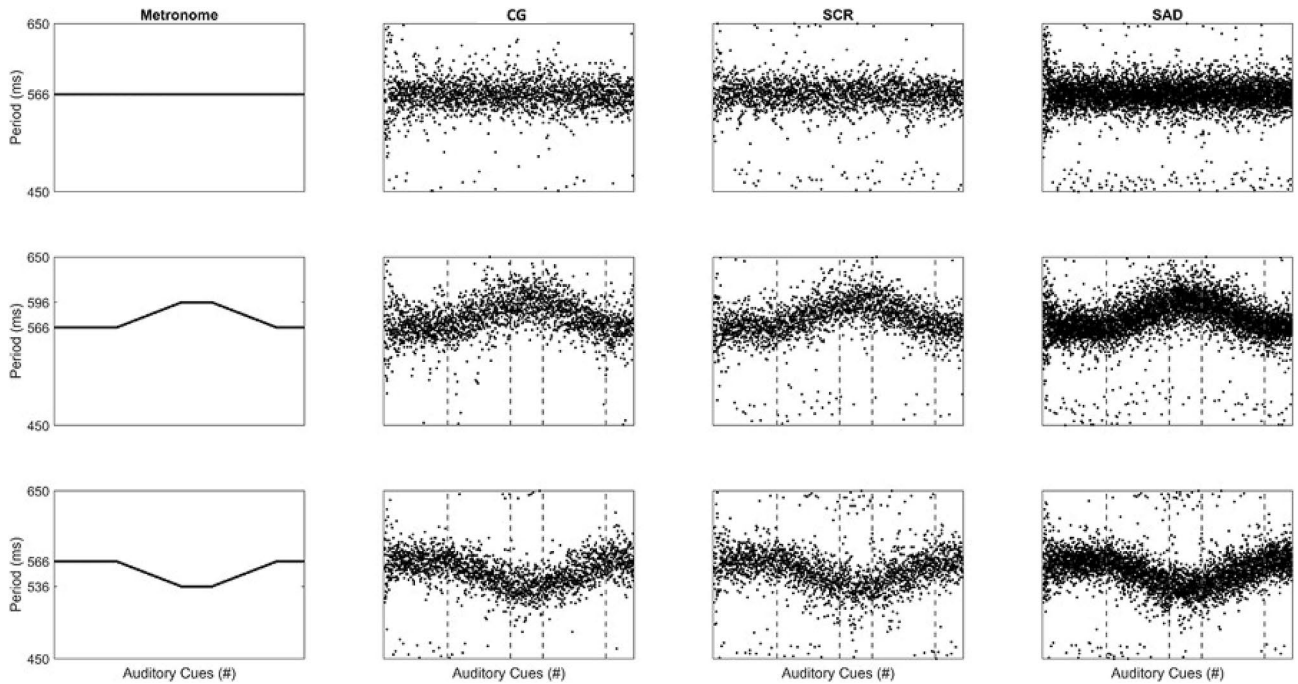 Metronome CG SCR SAD
650
Period (ms)
566
450
650
596
Period (ms)
566
450
650
Period (ms)
566
536
450
Auditory Cues (#) Auditory Cues (#) Auditory Cues (#) Auditory Cues (#)